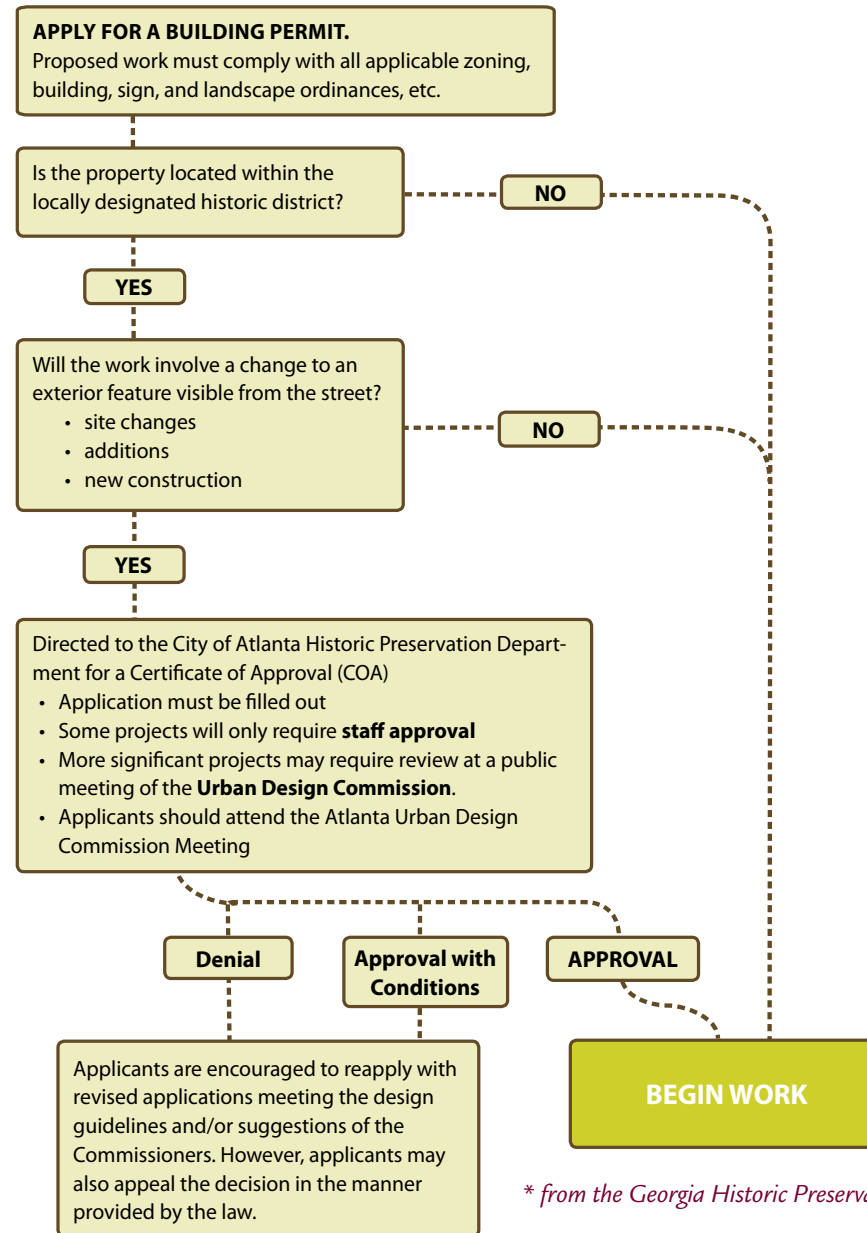 APPLY FOR A BUILDING PERMIT.
Proposed work must comply with all applicable zoning,
building, sign, and landscape ordinances, etc.
Is the property located within the
locally designated historic district?
NO
YES
Will the work involve a change to an
exterior feature visible from the street?
• site changes
• additions
• new construction
NO
YES
Directed to the City of Atlanta Historic Preservation Depart-
ment for a Certificate of Approval (COA)
• Application must be filled out
• Some projects will only require staff approval
• More significant projects may require review at a public
meeting of the Urban Design Commission.
• Applicants should attend the Atlanta Urban Design
Commission Meeting
Denial
Approval with
Conditions
APPROVAL
Applicants are encouraged to reapply with
revised applications meeting the design
guidelines and/or suggestions of the
Commissioners. However, applicants may
also appeal the decision in the manner
provided by the law.
BEGIN WORK
* from the Georgia Historic